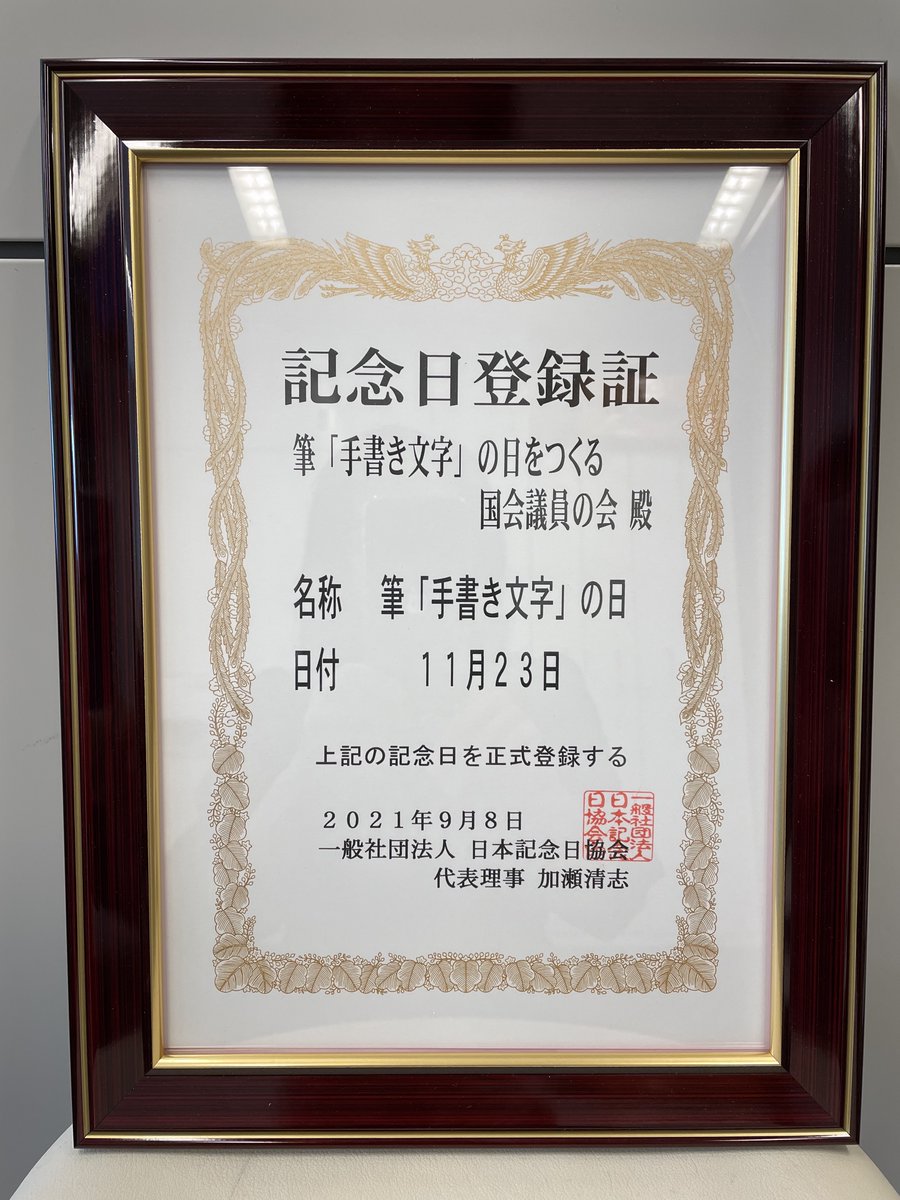 記念日登録証
筆「手書き文字」の日をつくる
国会議員の会 殿
名称 筆「手書き文字」の日
日付 11月23日
上記の記念日を正式登録する
2021年9月8日
一般社団法人 日本記念日協会
代表理事 加瀬清志
一般社団法人
日本記念
日協会